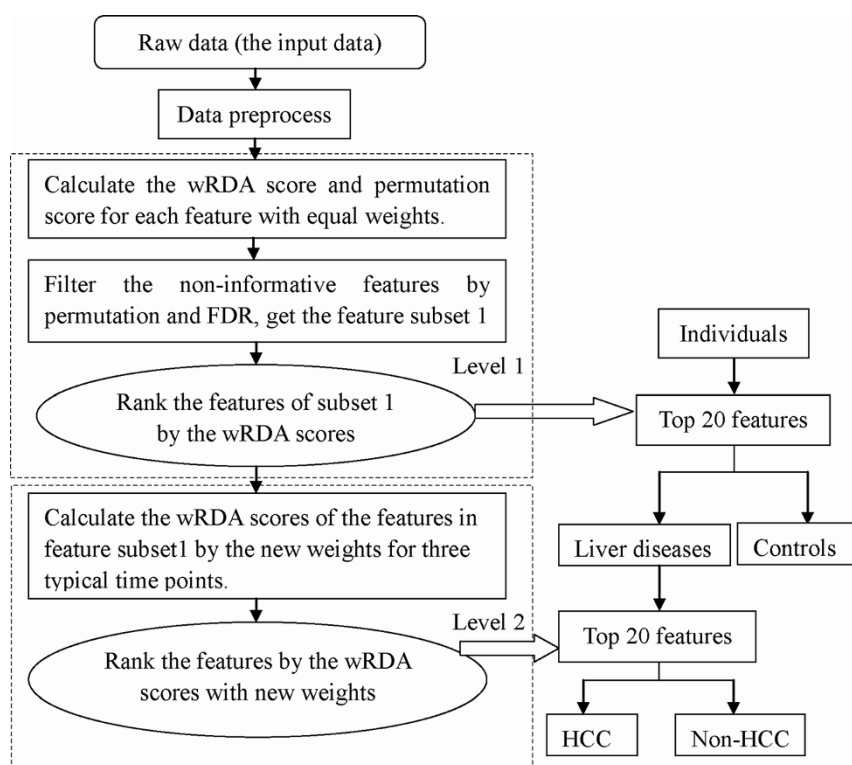 Raw data (the input data)
Data preprocess
Calculate the wRDA score and permutation
score for each feature with equal weights.
Filter the non-informative features by
permutation and FDR, get the feature subset 1
Level 1
Rank the features of subset 1
by the wRDA scores
Calculate the wRDA scores of the features in
feature subset1 by the new weights for three
typical time points.
Level 2
Rank the features by the wRDA
scores with new weights
Individuals
Top 20 features
Liver diseases
Controls
Top 20 features
HCC
Non-HCC